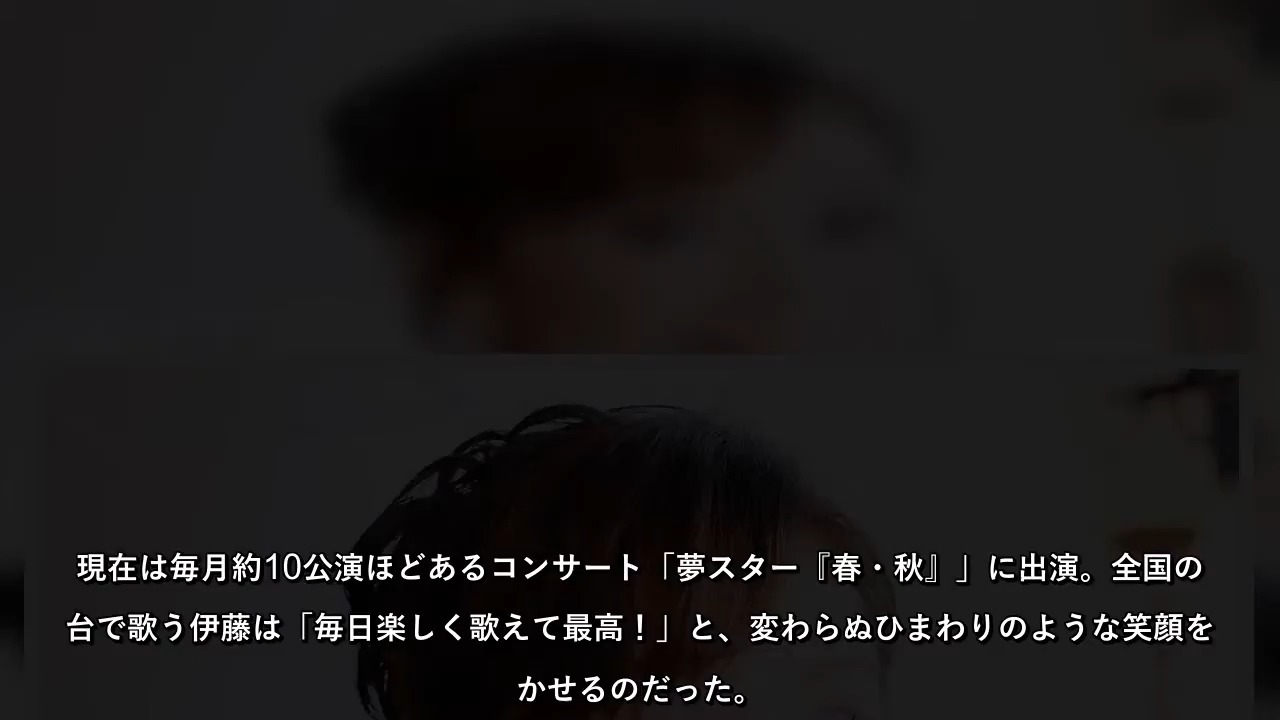 現在は毎月約10公演ほどあるコンサート「夢スター『春・秋』」に出演。全国の
台で歌う伊藤は「毎日楽しく歌えて最高！」と、変わらぬひまわりのような笑顔を
かせるのだった。